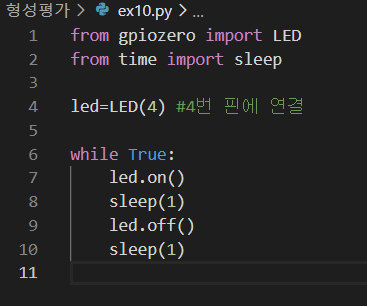 형성평가 > ex10.py > ...
1 from gpiozero import LED
2 from time import sleep
3
4 led=LED(4) #4번 핀에 연결
5
6 while True:
7     led.on()
8     sleep(1)
9     led.off()
10     sleep(1)
11